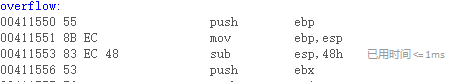 overflow:
00411550 55 push ebp
00411551 8B EC mov ebp,esp
00411553 83 EC 48 sub esp,48h 已用时间<=1ms
00411556 53 push ebx